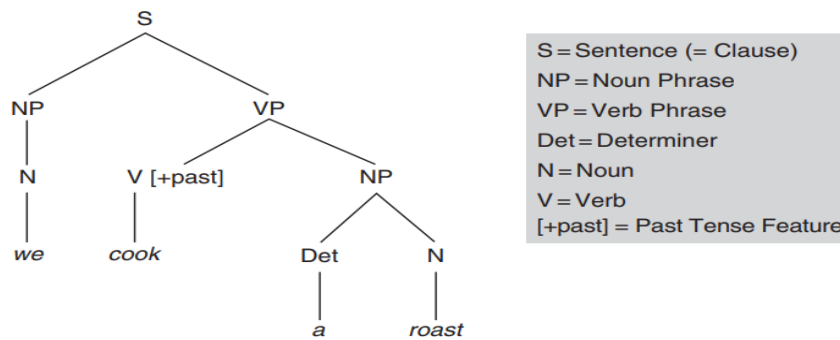 S
NP VP
N V [+past] NP
we cook Det N
a roast
S = Sentence (= Clause)
NP = Noun Phrase
VP = Verb Phrase
Det = Determiner
N = Noun
V = Verb
[+past] = Past Tense Feature